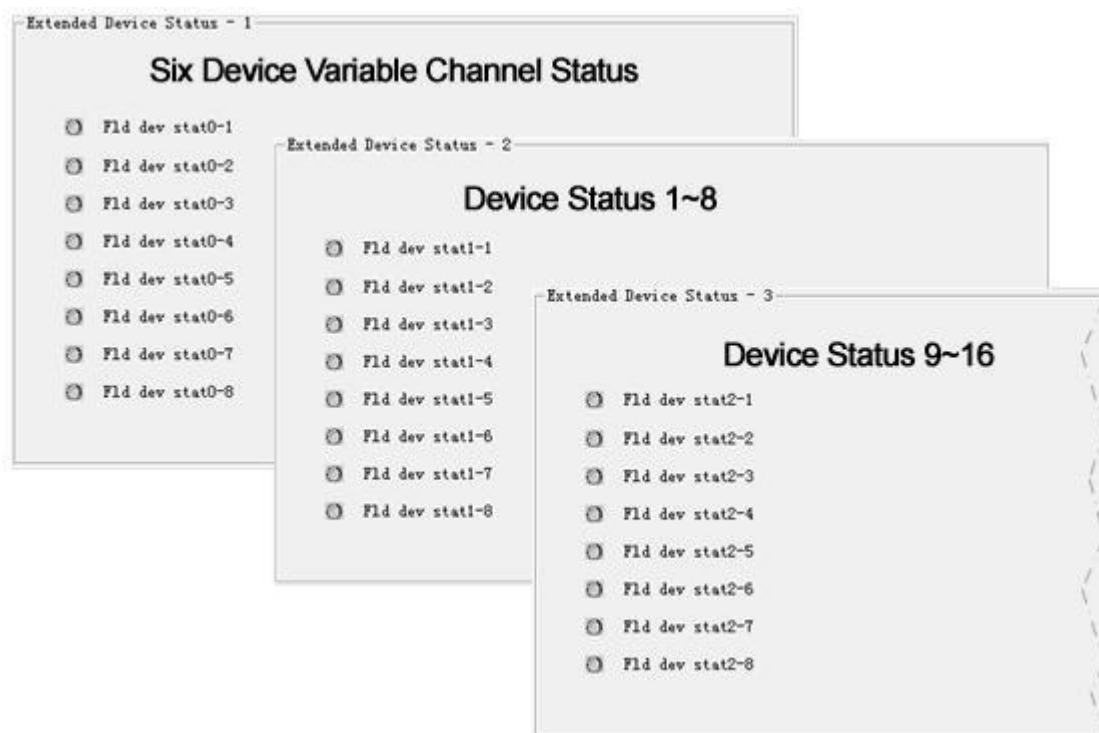 Extended Device Status - 1
Six Device Variable Channel Status
Fld dev stat0-1
Fld dev stat0-2
Fld dev stat0-3
Fld dev stat0-4
Fld dev stat0-5
Fld dev stat0-6
Fld dev stat0-7
Fld dev stat0-8
Extended Device Status - 2
Device Status 1~8
Fld dev stat1-1
Fld dev stat1-2
Fld dev stat1-3
Fld dev stat1-4
Fld dev stat1-5
Fld dev stat1-6
Fld dev stat1-7
Fld dev stat1-8
Extended Device Status - 3
Device Status 9~16
Fld dev stat2-1
Fld dev stat2-2
Fld dev stat2-3
Fld dev stat2-4
Fld dev stat2-5
Fld dev stat2-6
Fld dev stat2-7
Fld dev stat2-8